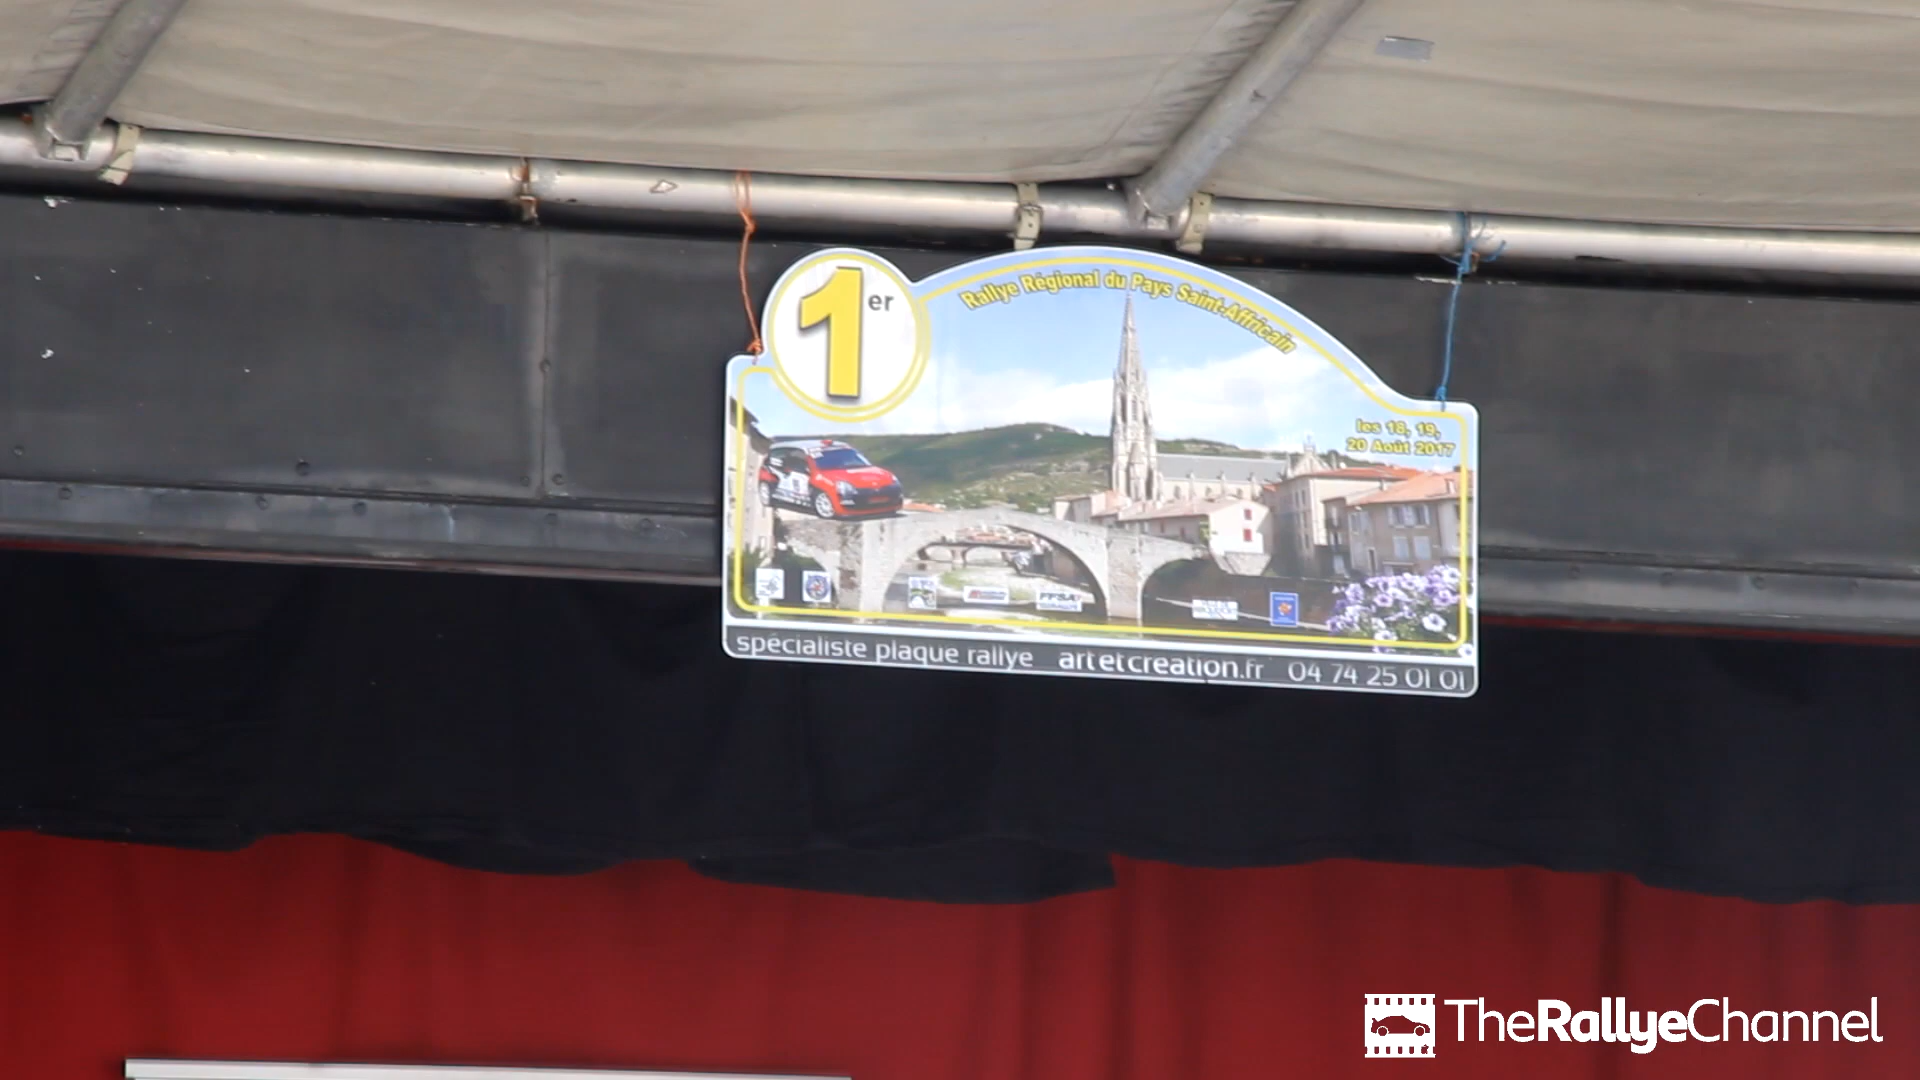 1er
Rallye Régional du Pays Saint-Affricain
les 18, 19,
20 Août 2017
FFSA
spécialiste plaque rallye artetcreation.fr 04 74 25 01 01
TheRallyeChannel